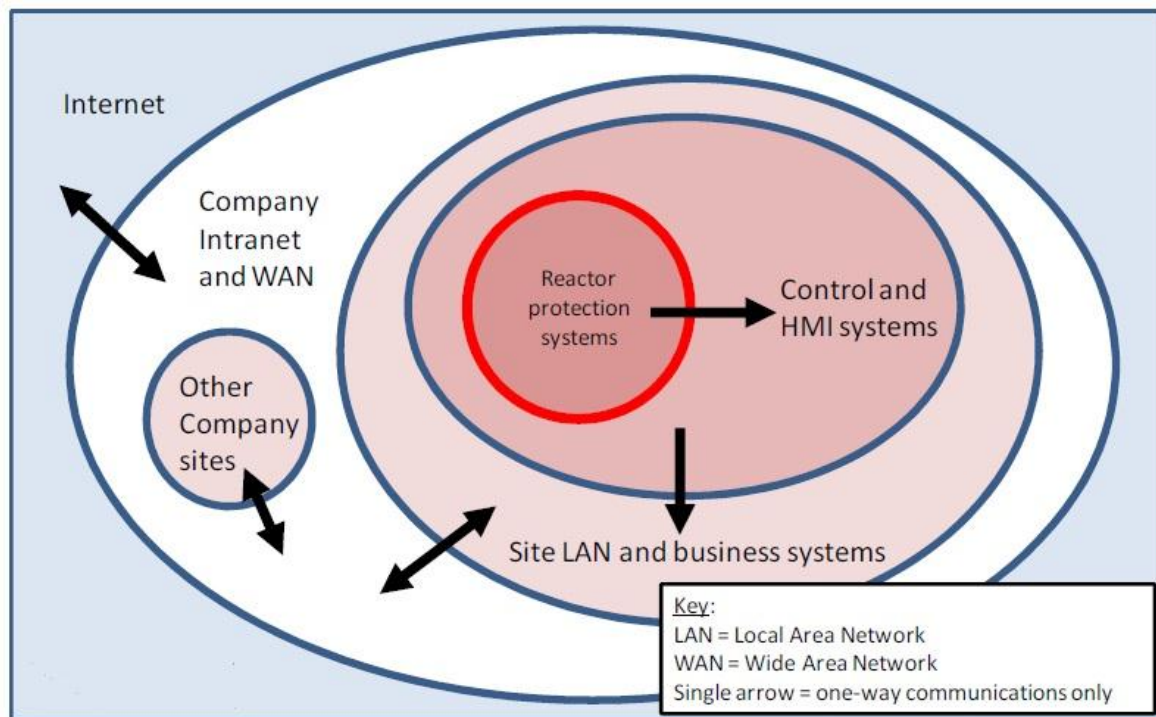 Internet
Company
Intranet
and WAN
Reactor
protection
systems
Control and
HMI systems
Other
Company
sites
Site LAN and business systems
Key:
LAN = Local Area Network
WAN = Wide Area Network
Single arrow = one-way communications only